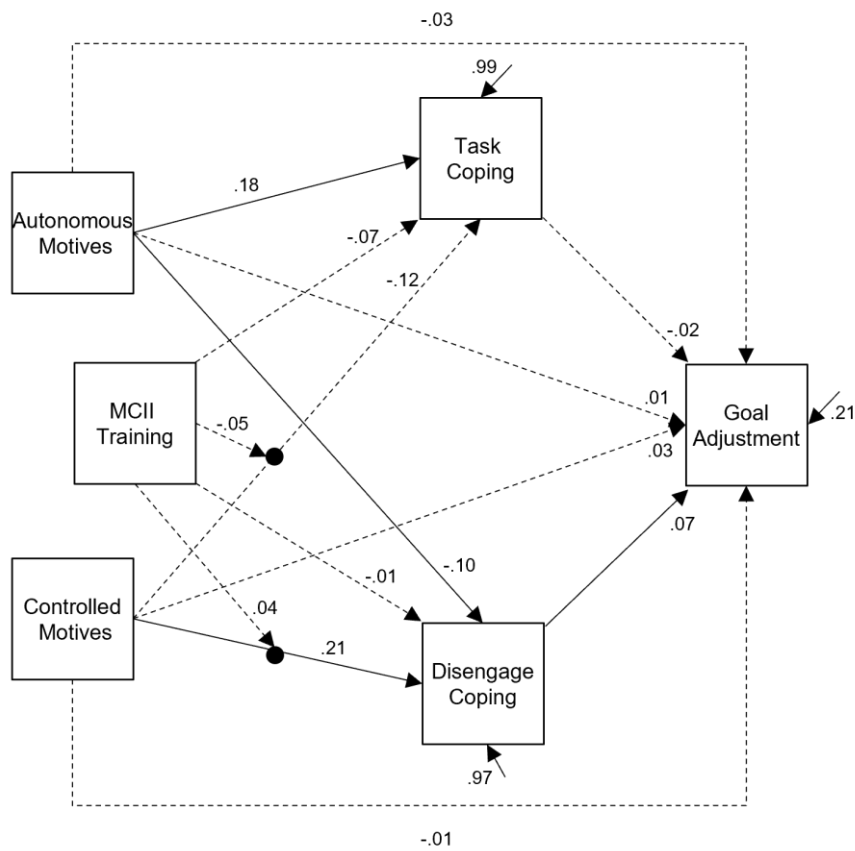 -.03
.99
Task
Coping
.18
Autonomous
Motives
-.07
-.12
-.02
MCII
Training
-.05
.01
Goal
Adjustment
.21
.03
.07
-.10
-.01
Controlled
Motives
.04
.21
Disengage
Coping
.97
-.01